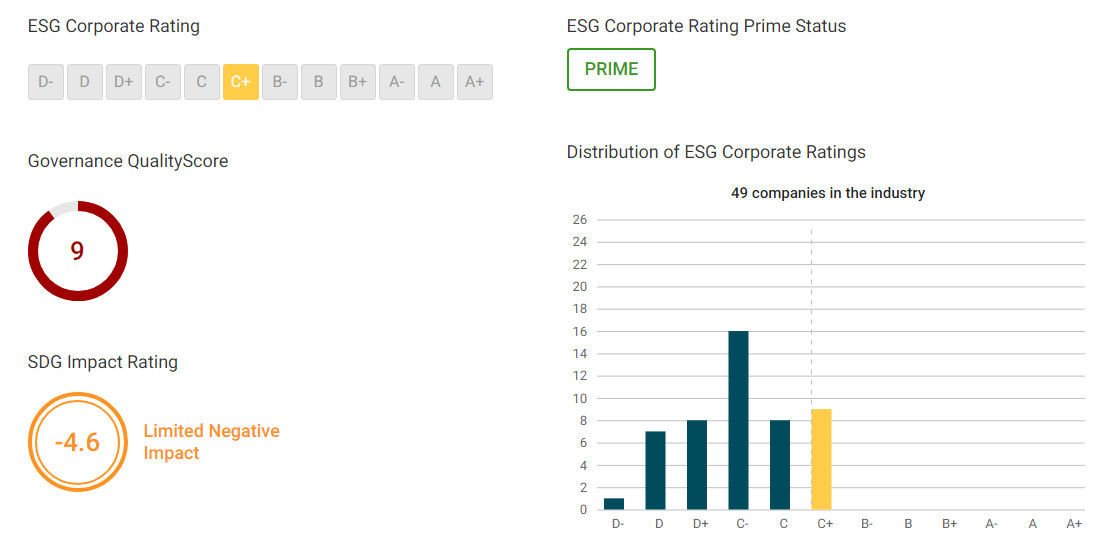 ESG Corporate Rating
D- D D+ C- C C+ B- B B+ A- A A+
Governance QualityScore
9
SDG Impact Rating
-4.6
Limited Negative
Impact
ESG Corporate Rating Prime Status
PRIME
Distribution of ESG Corporate Ratings
49 companies in the industry
26
24
22
20
18
16
14
12
10
8
6
4
2
0
D- D D+ C- C C+ B- B B+ A- A A+